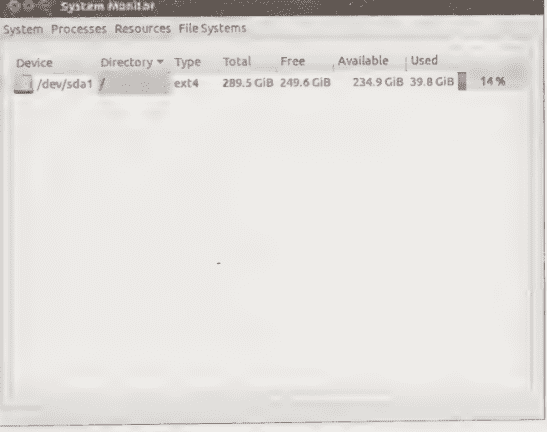 System Monitor
System Processes Resources File Systems
Device Directory Type Total Free Available Used
/dev/sda1 / ext4 289.5 GiB 249.6 GiB 234.9 GiB 39.8 GiB 14 %